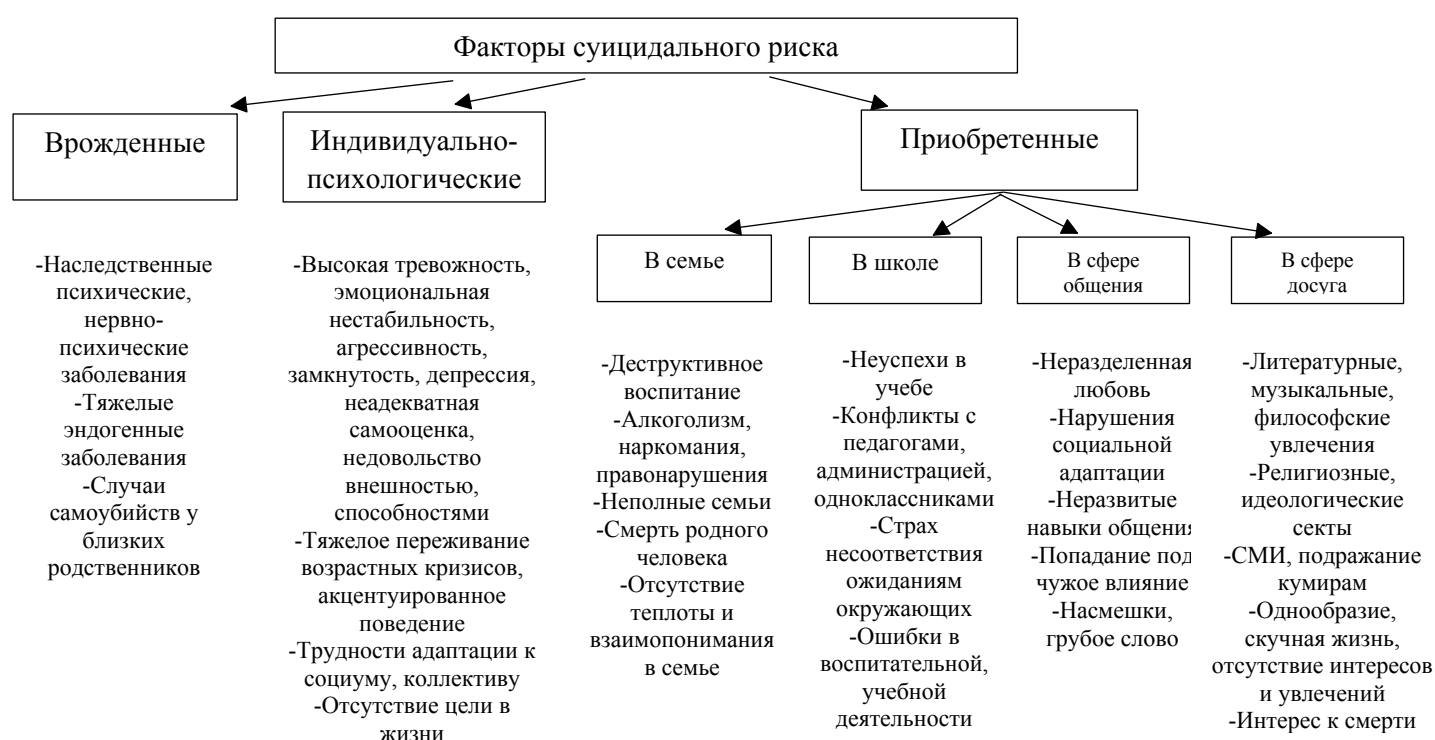 Факторы суицидального риска
Врожденные
Индивидуально-
психологические
Приобретенные
В семье
В школе
В сфере
общения
В сфере
досуга
-Наследственные
психические,
нервно-
психические
заболевания
-Тяжелые
эндогенные
заболевания
-Случаи
самоубийств у
близких
родственников
-Высокая тревожность,
эмоциональная
нестабильность,
агрессивность,
замкнутость, депрессия,
неадекватная
самооценка,
недовольство
внешностью,
способностями
-Тяжелое переживание
возрастных кризисов,
акцентуированное
поведение
-Трудности адаптации к
социуму, коллективу
-Отсутствие цели в
жизни
-Деструктивное
воспитание
-Алкоголизм,
наркомания,
правонарушения
-Неполные семьи
-Смерть родного
человека
-Отсутствие
теплоты и
взаимопонимания
в семье
-Неуспехи в
учебе
-Конфликты с
педагогами,
администрацией,
одноклассниками
-Страх
несоответствия
ожиданиям
окружающих
-Ошибки в
воспитательной,
учебной
деятельности
-Неразделенная
любовь
-Нарушения
социальной
адаптации
-Неразвитые
навыки общения
-Попадание под
чужое влияние
-Насмешки,
грубое слово
-Литературные,
музыкальные,
философские
увлечения
-Религиозные,
идеологические
секты
-СМИ, подражание
кумирам
-Однообразие,
скучная жизнь,
отсутствие интересов
и увлечений
-Интерес к смерти